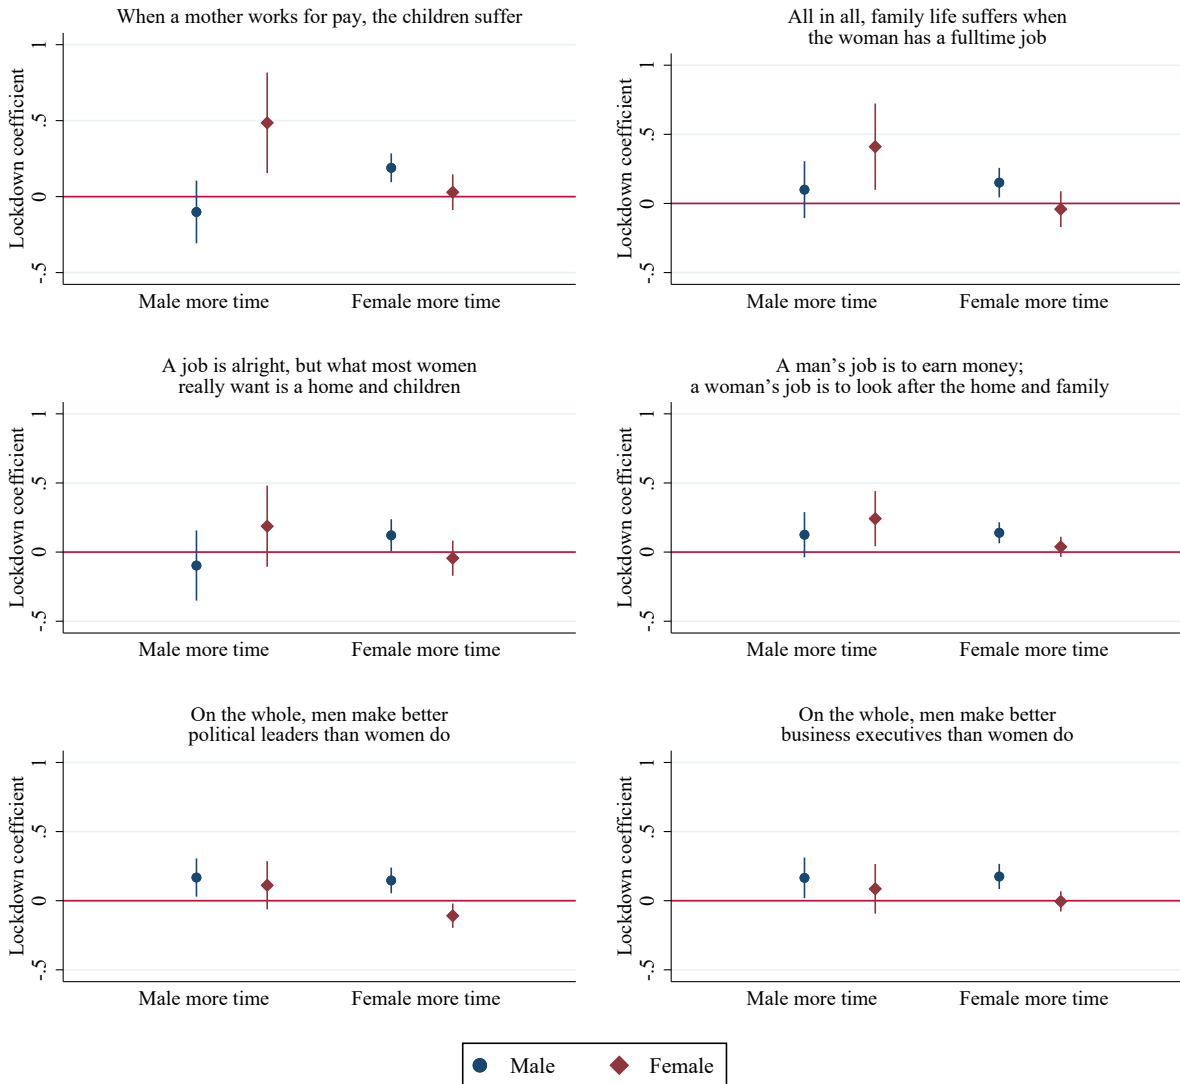 When a mother works for pay, the children suffer
Lockdown coefficient
1
.5
0
-.5
Male more time
Female more time
All in all, family life suffers when
the woman has a fulltime job
Lockdown coefficient
1
.5
0
-.5
Male more time
Female more time
A job is alright, but what most women
really want is a home and children
Lockdown coefficient
1
.5
0
-.5
Male more time
Female more time
A man’s job is to earn money;
a woman’s job is to look after the home and family
Lockdown coefficient
1
.5
0
-.5
Male more time
Female more time
On the whole, men make better
political leaders than women do
Lockdown coefficient
1
.5
0
-.5
Male more time
Female more time
On the whole, men make better
business executives than women do
Lockdown coefficient
1
.5
0
-.5
Male more time
Female more time
Male
Female